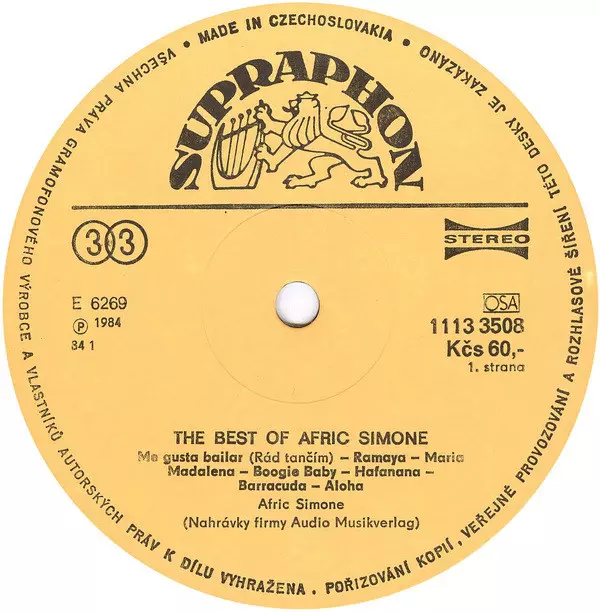 VŠECHNA PRÁVA GRAMOFONOVÉHO VÝROBCE A VLASTNÍKŮ AUTORSKÝCH PRÁV K DÍLU VYHRAŽENA. POŘIZOVÁNÍ KOPIÍ, VEŘEJNÉ PROVOZOVÁNÍ A ROZHLASOVÉ ŠÍŘENÍ TÉTO DESKY JE ZAKÁZÁNO
• MADE IN CZECHOSLOVAKIA •
SUPRAPHON
33
STEREO
E 6269
Ⓟ 1984
34 1
OSA
1113 3508
Kčs 60,-
1. strana
THE BEST OF AFRIC SIMONE
Me gusta bailar (Rád tančím) – Ramaya – Maria
Madalena – Boogie Baby – Hafanana –
Barracuda – Aloha
Afric Simone
(Nahrávky firmy Audio Musikverlag)